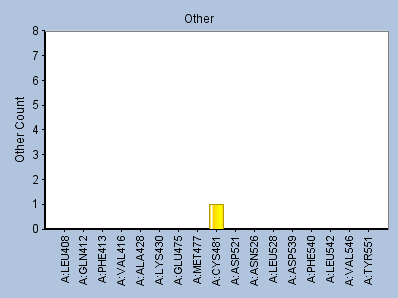 Other
8
7
6
5
4
3
2
1
0
Other Count
A:LEU408
A:GLN412
A:PHE413
A:VAL416
A:ALA428
A:LYS430
A:GLU475
A:MET477
A:CYS481
A:ASP521
A:ASN526
A:LEU528
A:ASP539
A:PHE540
A:LEU542
A:VAL546
A:TYR551